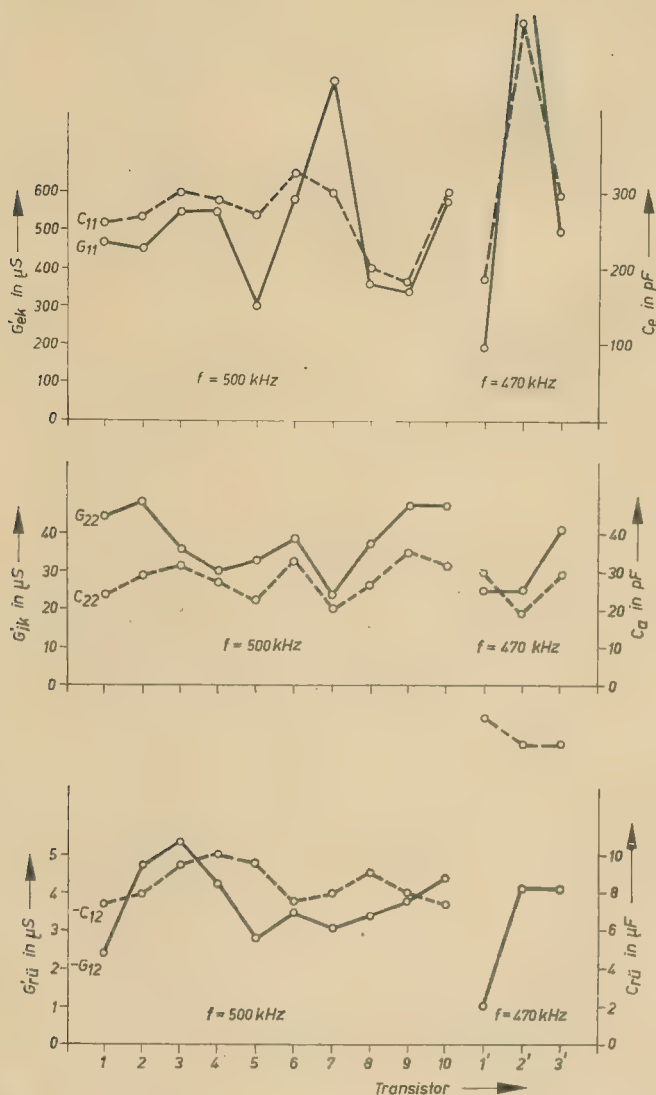 600
500
400
300
200
100
0
G'ek in µS
C11
G11
f = 500 kHz
f = 470 kHz
300
200
100
Ce in pF
40
30
20
10
0
G'jk in µS
G22
C22
f = 500 kHz
f = 470 kHz
40
30
20
10
0
Ca in pF
5
4
3
2
1
0
G'rü in µS
-C12
-G12
f = 500 kHz
f = 470 kHz
10
8
6
4
2
0
Crü in µF
1 2 3 4 5 6 7 8 9 10 1' 2' 3'
Transistor